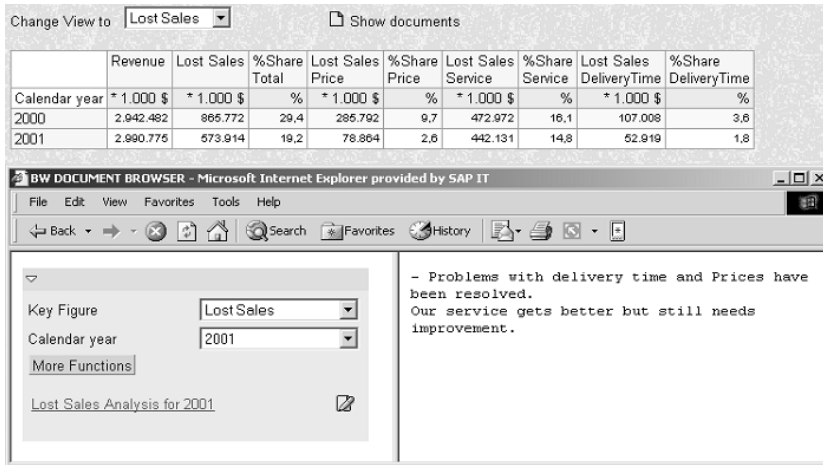 Change View to Lost Sales Show documents
Revenue Lost Sales %Share Total Lost Sales Price %Share Price Lost Sales Service %Share Service Lost Sales DeliveryTime %Share DeliveryTime
Calendar year * 1.000 $ * 1.000 $ % * 1.000 $ % * 1.000 $ % * 1.000 $ %
2000 2.942.482 865.772 29,4 285.792 9,7 472.972 16,1 107.008 3,6
2001 2.990.775 573.914 19,2 78.864 2,6 442.131 14,8 52.919 1,8
BW DOCUMENT BROWSER - Microsoft Internet Explorer provided by SAP IT
File Edit View Favorites Tools Help
Back Search Favorites History
Key Figure Lost Sales
Calendar year 2001
More Functions
Lost Sales Analysis for 2001
- Problems with delivery time and Prices have
been resolved.
Our service gets better but still needs
improvement.